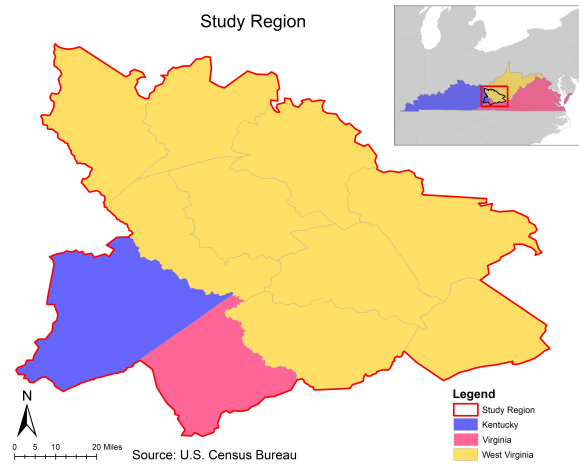 Study Region
Legend
Study Region
Kentucky
Virginia
West Virginia
N
0 5 10 20 Miles
Source: U.S. Census Bureau